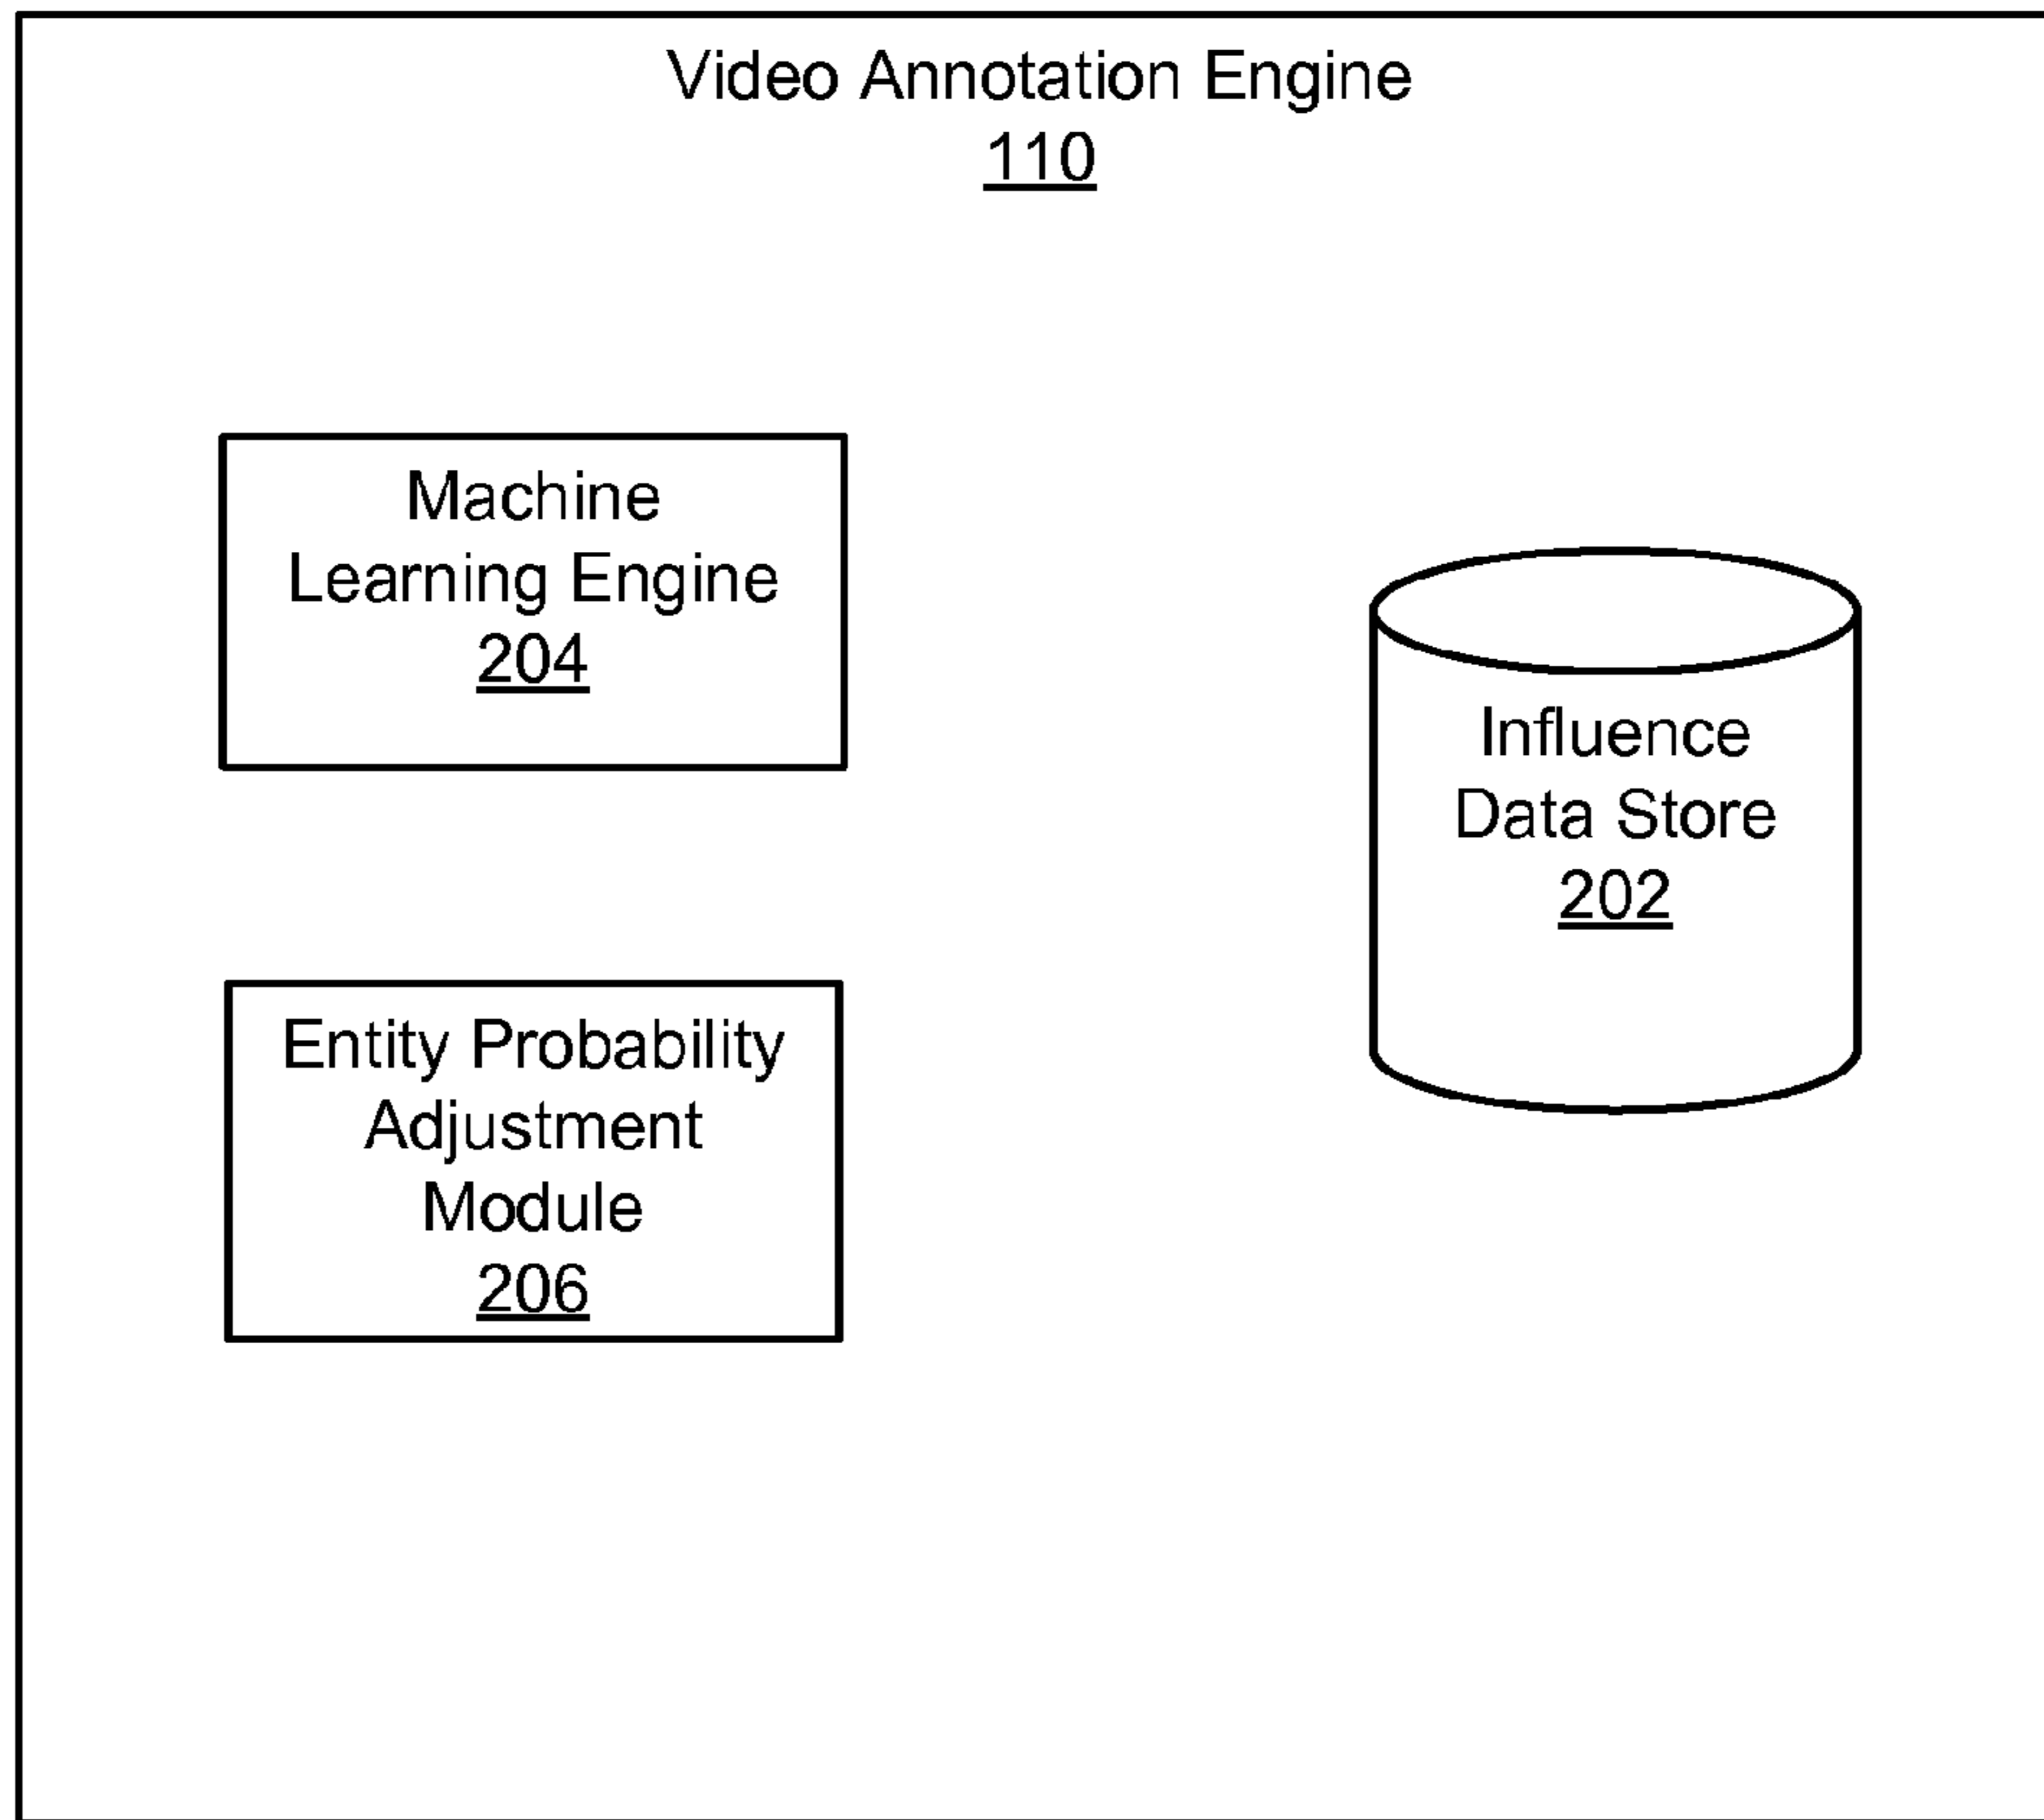 Video Annotation Engine
110
Machine
Learning Engine
204
Influence
Data Store
202
Entity Probability
Adjustment
Module
206